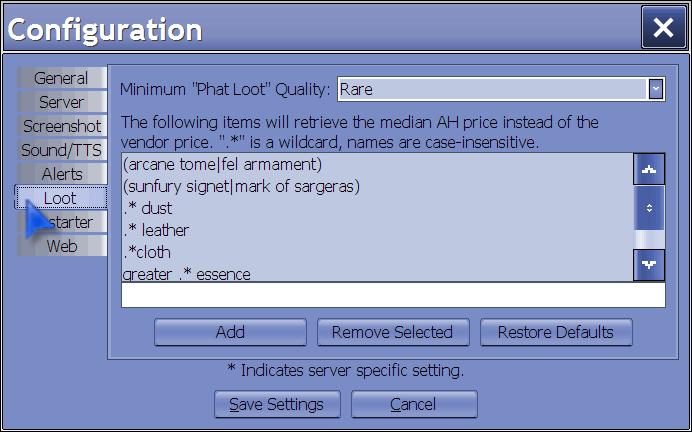 Configuration
General
Server
Screenshot
Sound/TTS
Alerts
Loot
starter
Web
Minimum "Phat Loot" Quality: Rare
The following items will retrieve the median AH price instead of the
vendor price. ".*" is a wildcard, names are case-insensitive.
(arcane tome|fel armament)
(sunfury signet|mark of sargeras)
.* dust
.* leather
.*cloth
greater .* essence
Add Remove Selected Restore Defaults
* Indicates server specific setting.
Save Settings Cancel